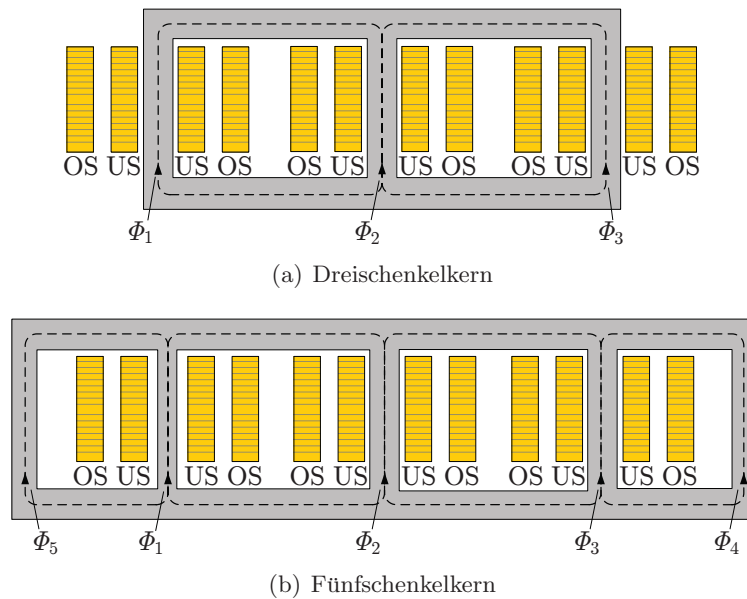 OS US US OS OS US US OS OS US US OS
Φ1 Φ2 Φ3
(a) Dreischenkelkern
OS US US OS OS US US OS OS US US OS
Φ5 Φ1 Φ2 Φ3 Φ4
(b) Fünfschenkelkern